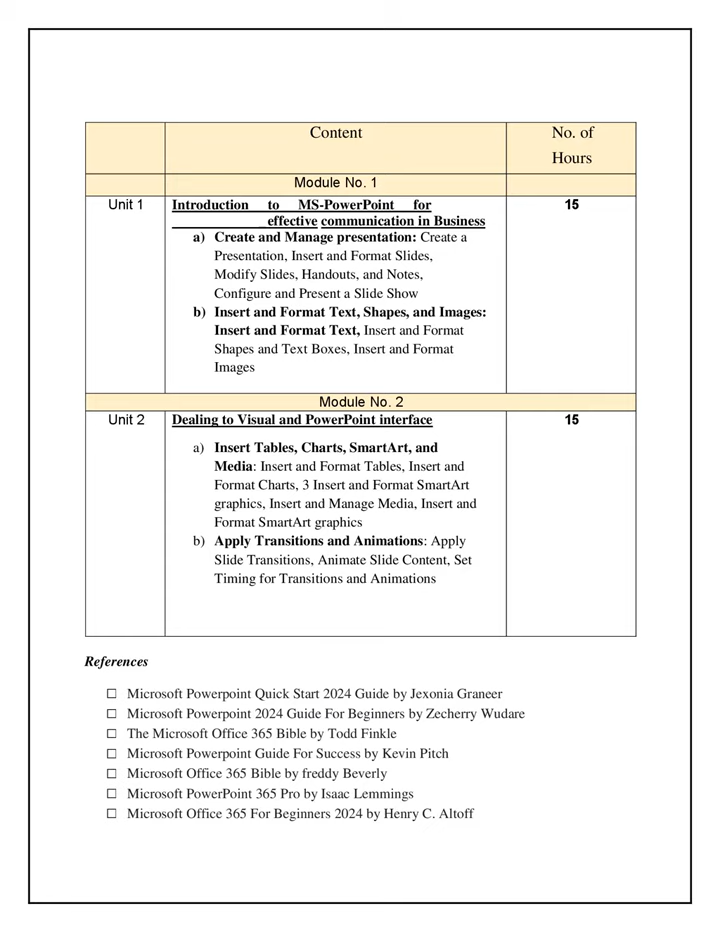 Content
No. of
Hours
Module No. 1
Unit 1
Introduction to MS-PowerPoint for
effective communication in Business
15
a) Create and Manage presentation: Create a
Presentation, Insert and Format Slides,
Modify Slides, Handouts, and Notes,
Configure and Present a Slide Show
b) Insert and Format Text, Shapes, and Images:
Insert and Format Text, Insert and Format
Shapes and Text Boxes, Insert and Format
Images
Module No. 2
Unit 2
Dealing to Visual and PowerPoint interface
15
a) Insert Tables, Charts, SmartArt, and
Media: Insert and Format Tables, Insert and
Format Charts, 3 Insert and Format SmartArt
graphics, Insert and Manage Media, Insert and
Format SmartArt graphics
b) Apply Transitions and Animations: Apply
Slide Transitions, Animate Slide Content, Set
Timing for Transitions and Animations
References
☐ Microsoft Powerpoint Quick Start 2024 Guide by Jexonia Graneer
☐ Microsoft Powerpoint 2024 Guide For Beginners by Zecherry Wudare
☐ The Microsoft Office 365 Bible by Todd Finkle
☐ Microsoft Powerpoint Guide For Success by Kevin Pitch
☐ Microsoft Office 365 Bible by freddy Beverly
☐ Microsoft PowerPoint 365 Pro by Isaac Lemmings
☐ Microsoft Office 365 For Beginners 2024 by Henry C. Altoff